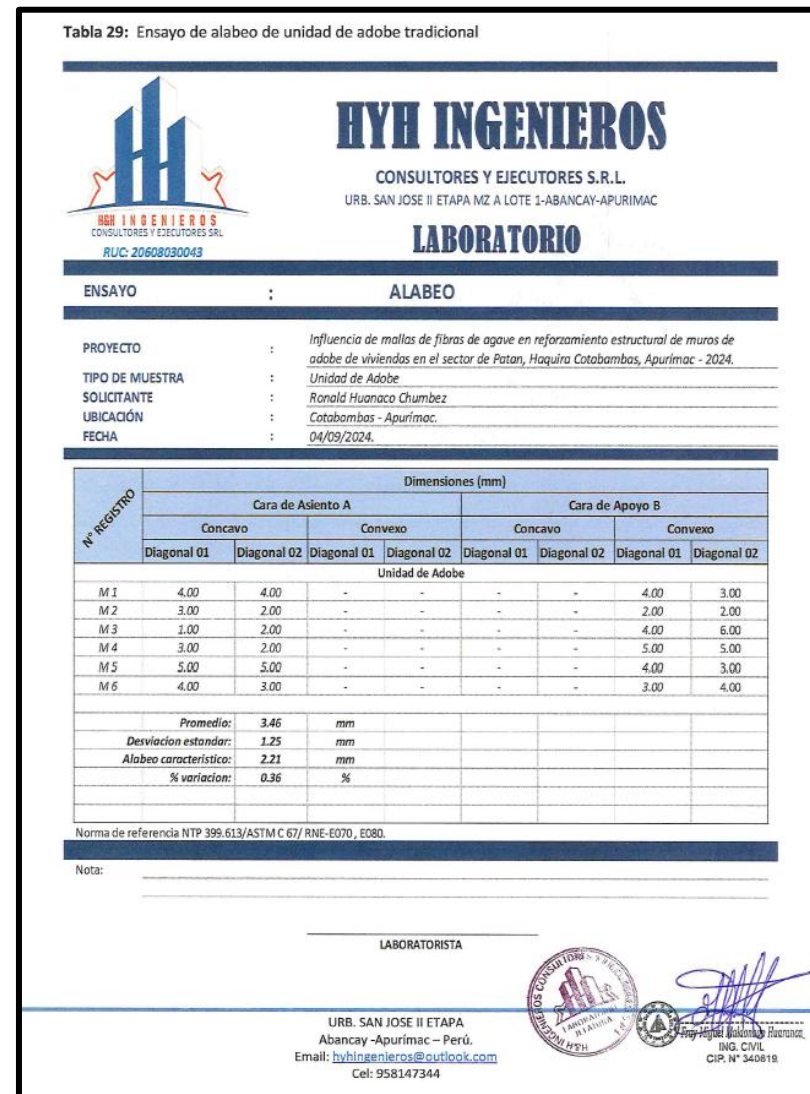 Tabla 29: Ensayo de alabeo de unidad de adobe tradicional
H&H INGENIEROS
CONSULTORES Y EJECUTORES SRL
RUC: 20608030043
HYH INGENIEROS
CONSULTORES Y EJECUTORES S.R.L.
URB. SAN JOSE II ETAPA MZ A LOTE 1-ABANCAY-APURIMAC
LABORATORIO
ENSAYO : ALABEO
PROYECTO : Influencia de mallas de fibras de agave en reforzamiento estructural de muros de
adobe de viviendas en el sector de Patan, Haquira Cotabambas, Apurímac - 2024.
TIPO DE MUESTRA : Unidad de Adobe
SOLICITANTE : Ronald Huanaco Chumbez
UBICACIÓN : Cotabambas - Apurímac.
FECHA : 04/09/2024.
N° REGISTRO
Dimensiones (mm)
Cara de Asiento A Cara de Apoyo B
Concavo Convexo Concavo Convexo
Diagonal 01 Diagonal 02 Diagonal 01 Diagonal 02 Diagonal 01 Diagonal 02 Diagonal 01 Diagonal 02
Unidad de Adobe
M 1 4.00 4.00 - - - - 4.00 3.00
M 2 3.00 2.00 - - - - 2.00 2.00
M 3 1.00 2.00 - - - - 4.00 6.00
M 4 3.00 2.00 - - - - 5.00 5.00
M 5 5.00 5.00 - - - - 4.00 3.00
M 6 4.00 3.00 - - - - 3.00 4.00
Promedio: 3.46 mm
Desviacion estandar: 1.25 mm
Alabeo caracteristico: 2.21 mm
% variacion: 0.36 %
Norma de referencia NTP 399.613/ASTM C 67/ RNE-E070 , E080.
Nota:
LABORATORISTA
URB. SAN JOSE II ETAPA
Abancay -Apurímac – Perú.
Email: hyhingenieros@outlook.com
Cel: 958147344
INGENIEROS CONSULTORES Y
LABORATORIO
H&H
Fray Miguel Maldonado Huaranca
ING. CIVIL
CIP. N° 340619